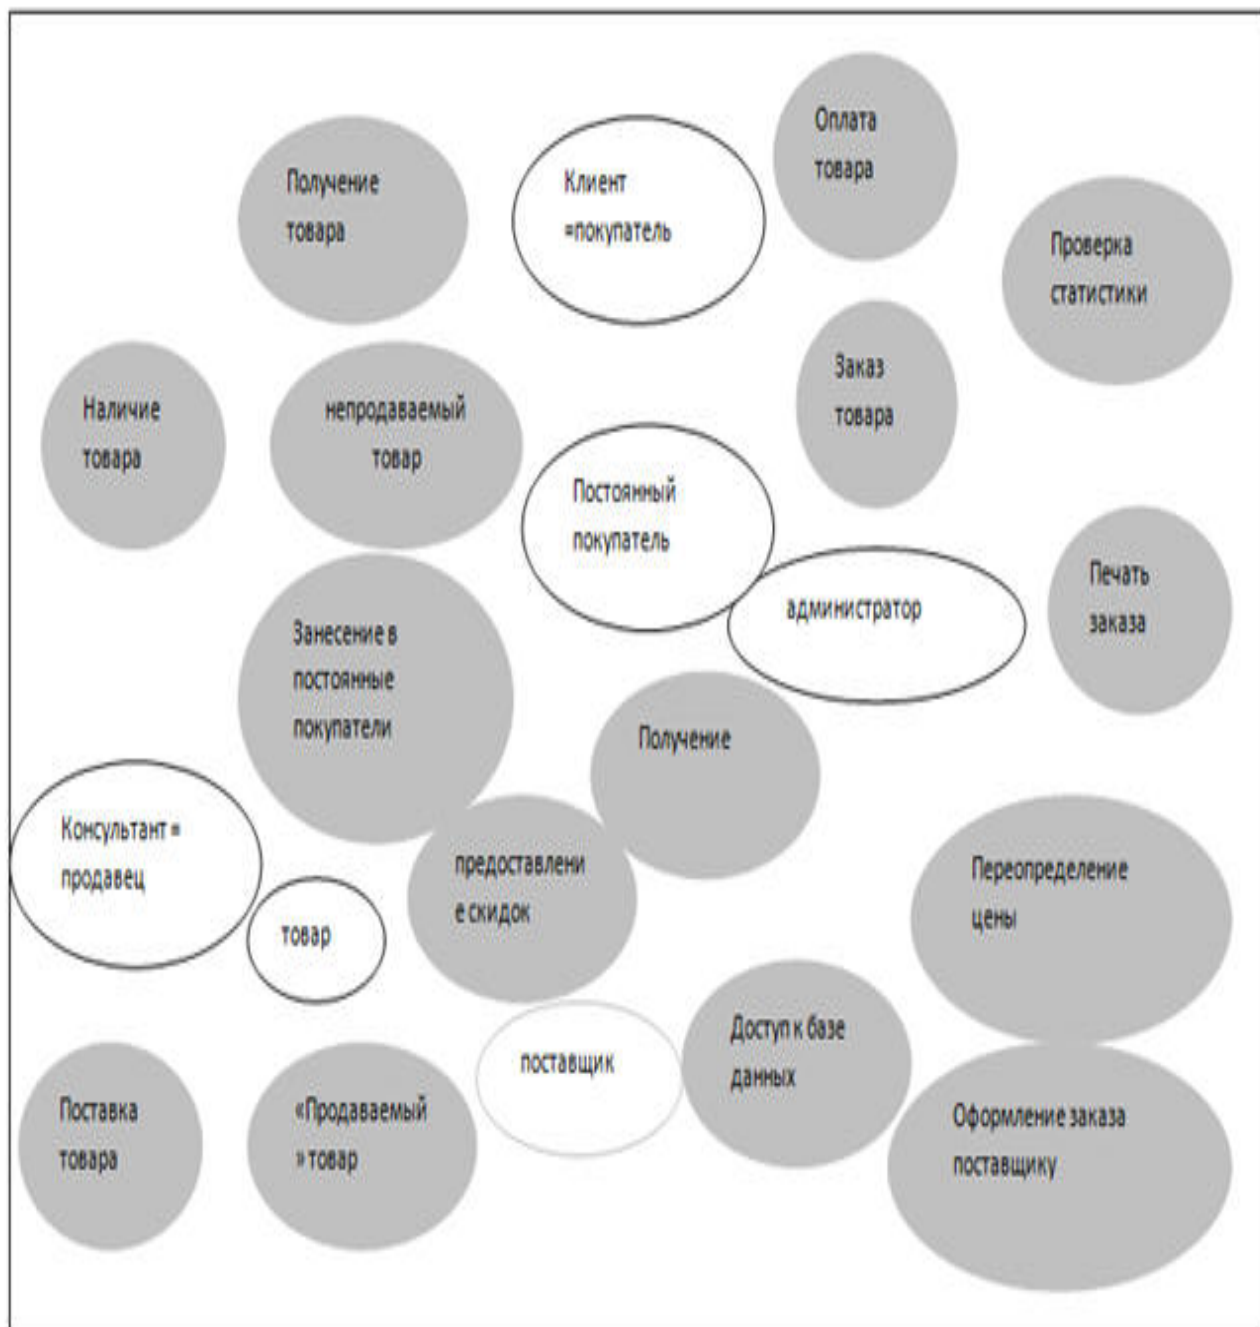 Оплата
товара
Получение
товара
Клиент
=покупатель
Проверка
статистики
Заказ
товара
Наличие
товара
непродаваемый
товар
Постоянный
покупатель
Печать
заказа
администратор
Занесение в
постоянные
покупатели
Получение
Консультант =
продавец
предоставлени
е скидок
Переопределение
цены
товар
Доступ к базе
данных
поставщик
Поставка
товара
«Продаваемый
» товар
Оформление заказа
поставщику